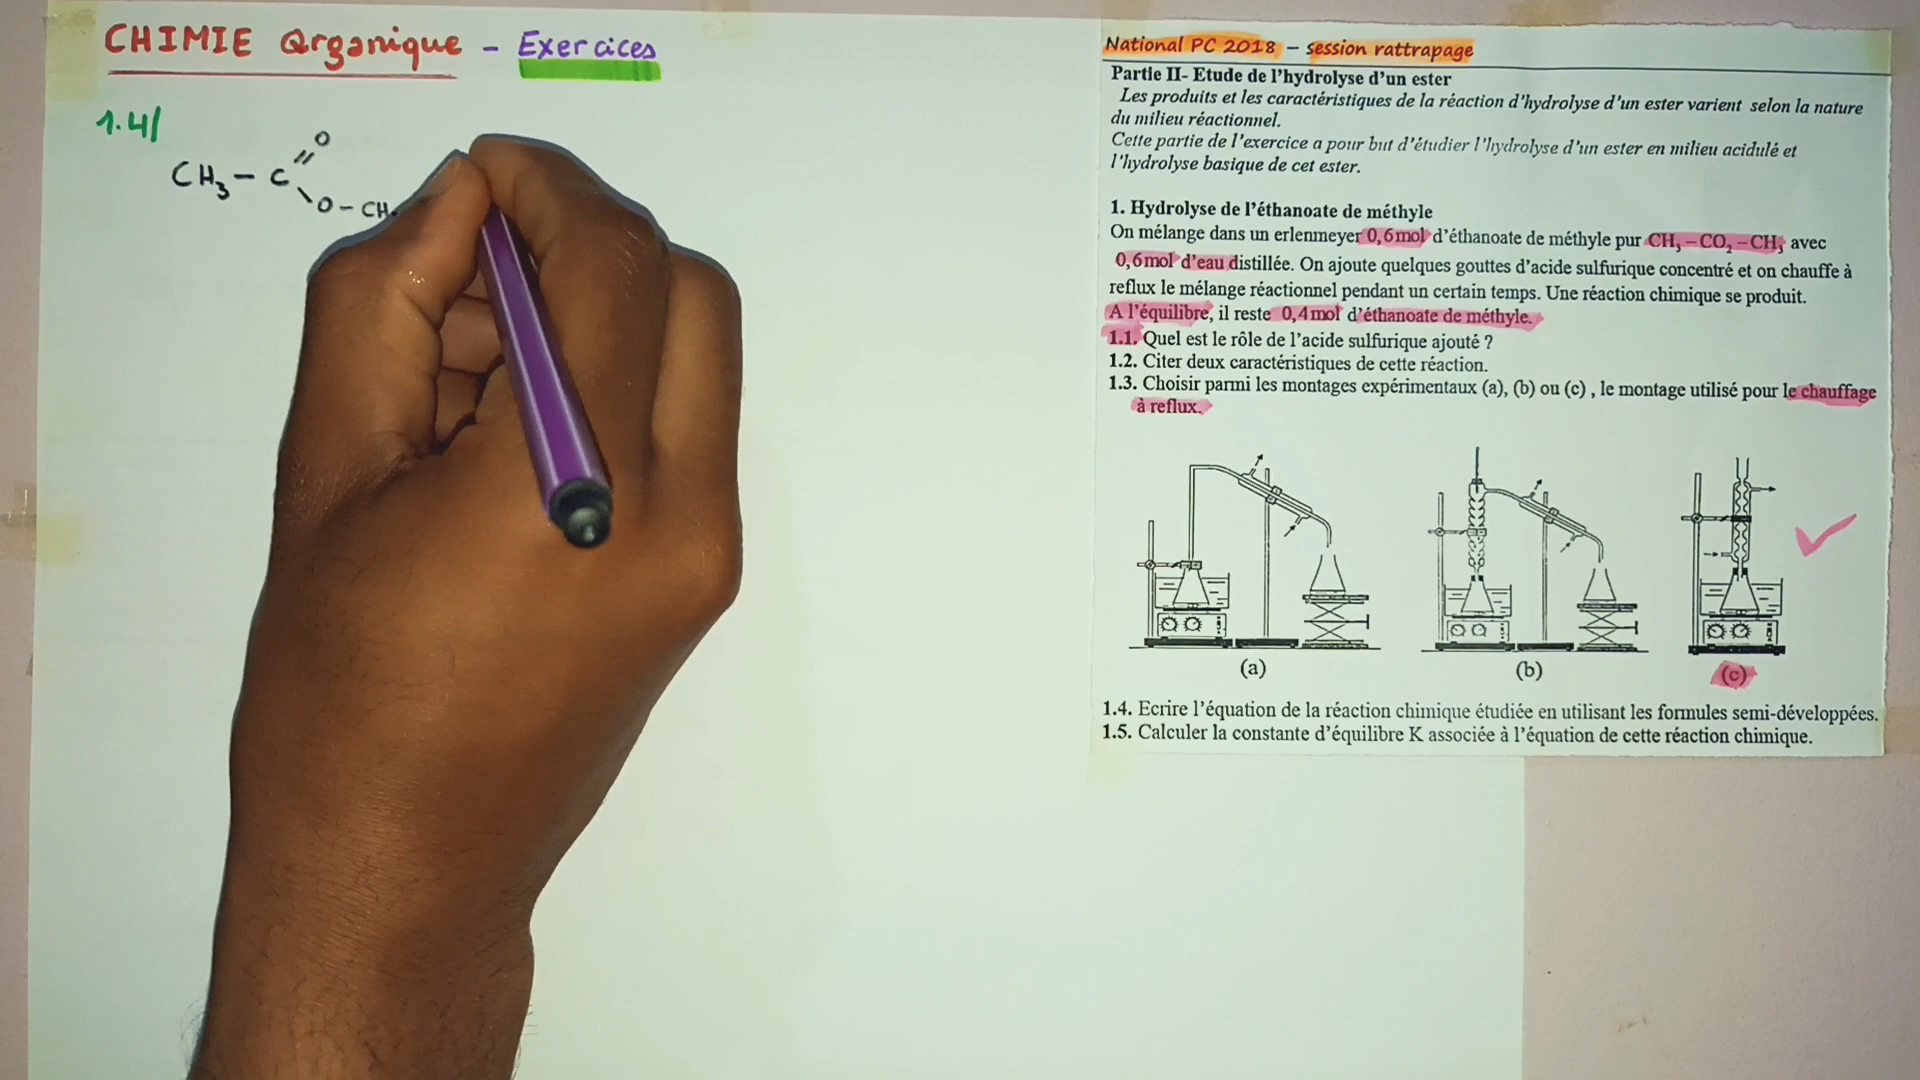 CHIMIE Organique - Exercices
1.4/
CH3 - C
O
O - CH
National PC 2018 – session rattrapage
Partie II- Etude de l'hydrolyse d'un ester
Les produits et les caractéristiques de la réaction d'hydrolyse d'un ester varient selon la nature
du milieu réactionnel.
Cette partie de l'exercice a pour but d'étudier l'hydrolyse d'un ester en milieu acidulé et
l'hydrolyse basique de cet ester.
1. Hydrolyse de l'éthanoate de méthyle
On mélange dans un erlenmeyer 0,6mol d'éthanoate de méthyle pur CH3 – CO2 – CH3 avec
0,6mol d'eau distillée. On ajoute quelques gouttes d'acide sulfurique concentré et on chauffe à
reflux le mélange réactionnel pendant un certain temps. Une réaction chimique se produit.
A l'équilibre, il reste 0,4mol d'éthanoate de méthyle.
1.1. Quel est le rôle de l'acide sulfurique ajouté ?
1.2. Citer deux caractéristiques de cette réaction.
1.3. Choisir parmi les montages expérimentaux (a), (b) ou (c) , le montage utilisé pour le chauffage
à reflux.
(a) (b) (c)
1.4. Ecrire l'équation de la réaction chimique étudiée en utilisant les formules semi-développées.
1.5. Calculer la constante d'équilibre K associée à l'équation de cette réaction chimique.